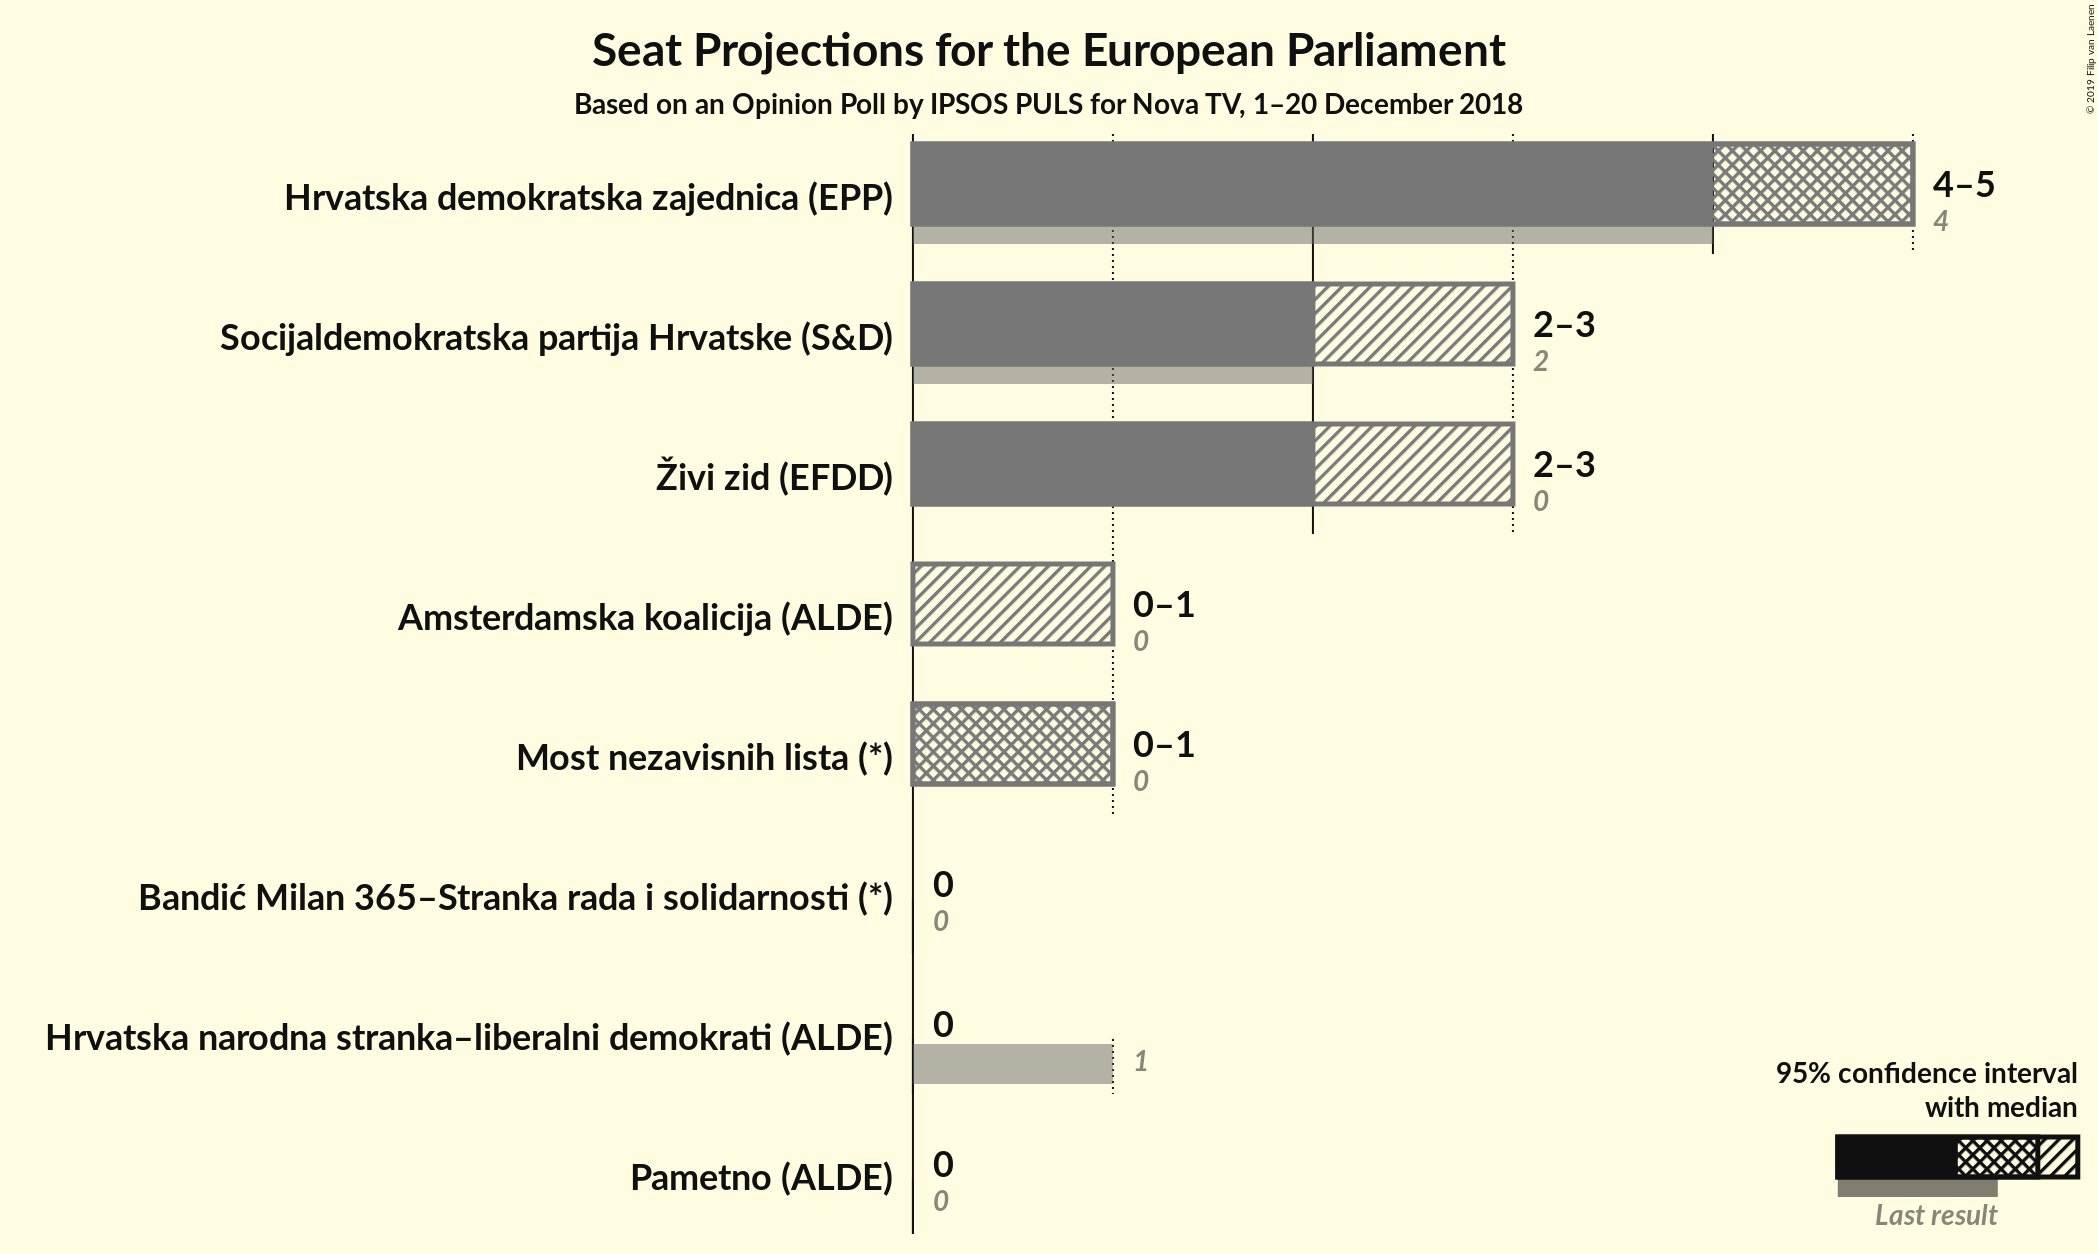 Seat Projections for the European Parliament
Based on an Opinion Poll by IPSOS PULS for Nova TV, 1–20 December 2018
© 2019 Filip van Laenen
Hrvatska demokratska zajednica (EPP)
4–5
4
Socijaldemokratska partija Hrvatske (S&D)
2–3
2
Živi zid (EFDD)
2–3
0
Amsterdamska koalicija (ALDE)
0–1
0
Most nezavisnih lista (*)
0–1
0
Bandić Milan 365–Stranka rada i solidarnosti (*)
0
0
Hrvatska narodna stranka–liberalni demokrati (ALDE)
0
1
Pametno (ALDE)
0
0
95% confidence interval
with median
Last result